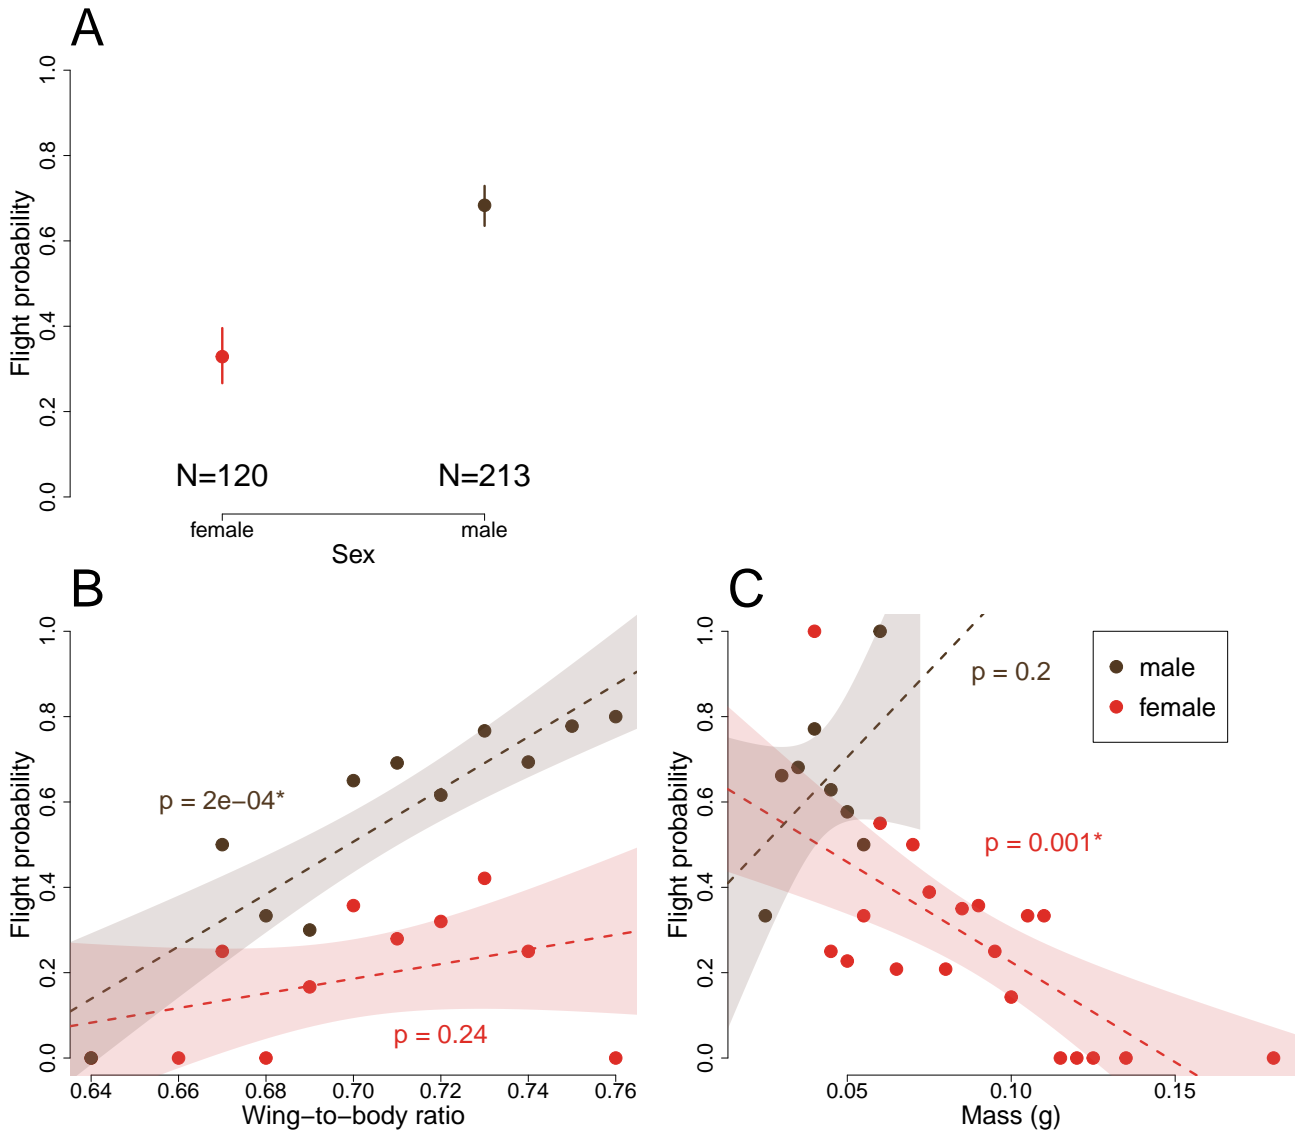 A
Flight probability
1.0
0.8
0.6
0.4
0.2
0.0
N=120
N=213
female
male
Sex
B
Flight probability
1.0
0.8
0.6
0.4
0.2
0.0
p = 2e−04*
p = 0.24
0.64 0.66 0.68 0.70 0.72 0.74 0.76
Wing−to−body ratio
C
Flight probability
1.0
0.8
0.6
0.4
0.2
0.0
p = 0.2
p = 0.001*
male
female
0.05 0.10 0.15
Mass (g)